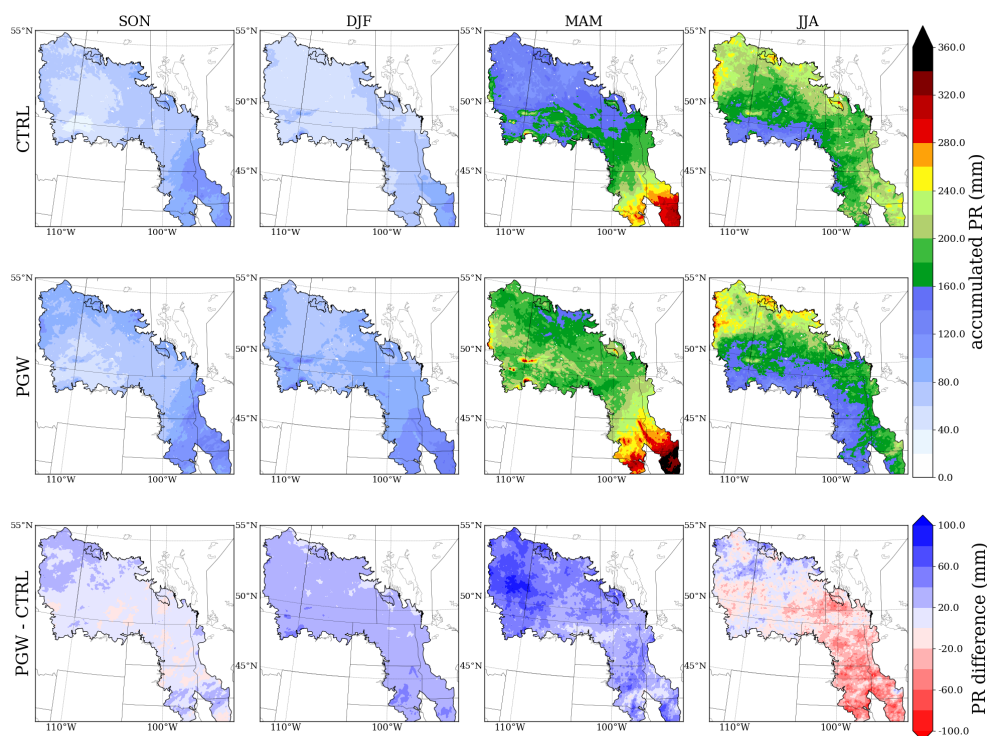 SON DJF MAM JJA
55°N 55°N 55°N 55°N
50°N 50°N 50°N 50°N
45°N 45°N 45°N 45°N
110°W 100°W 110°W 100°W 110°W 100°W 110°W 100°W
CTRL
55°N 55°N 55°N 55°N
50°N 50°N 50°N 50°N
45°N 45°N 45°N 45°N
110°W 100°W 110°W 100°W 110°W 100°W 110°W 100°W
PGW
360.0
320.0
280.0
240.0
200.0
160.0
120.0
80.0
40.0
0.0
accumulated PR (mm)
55°N 55°N 55°N 55°N
50°N 50°N 50°N 50°N
45°N 45°N 45°N 45°N
110°W 100°W 110°W 100°W 110°W 100°W 110°W 100°W
PGW - CTRL
100.0
60.0
20.0
-20.0
-60.0
-100.0
PR difference (mm)